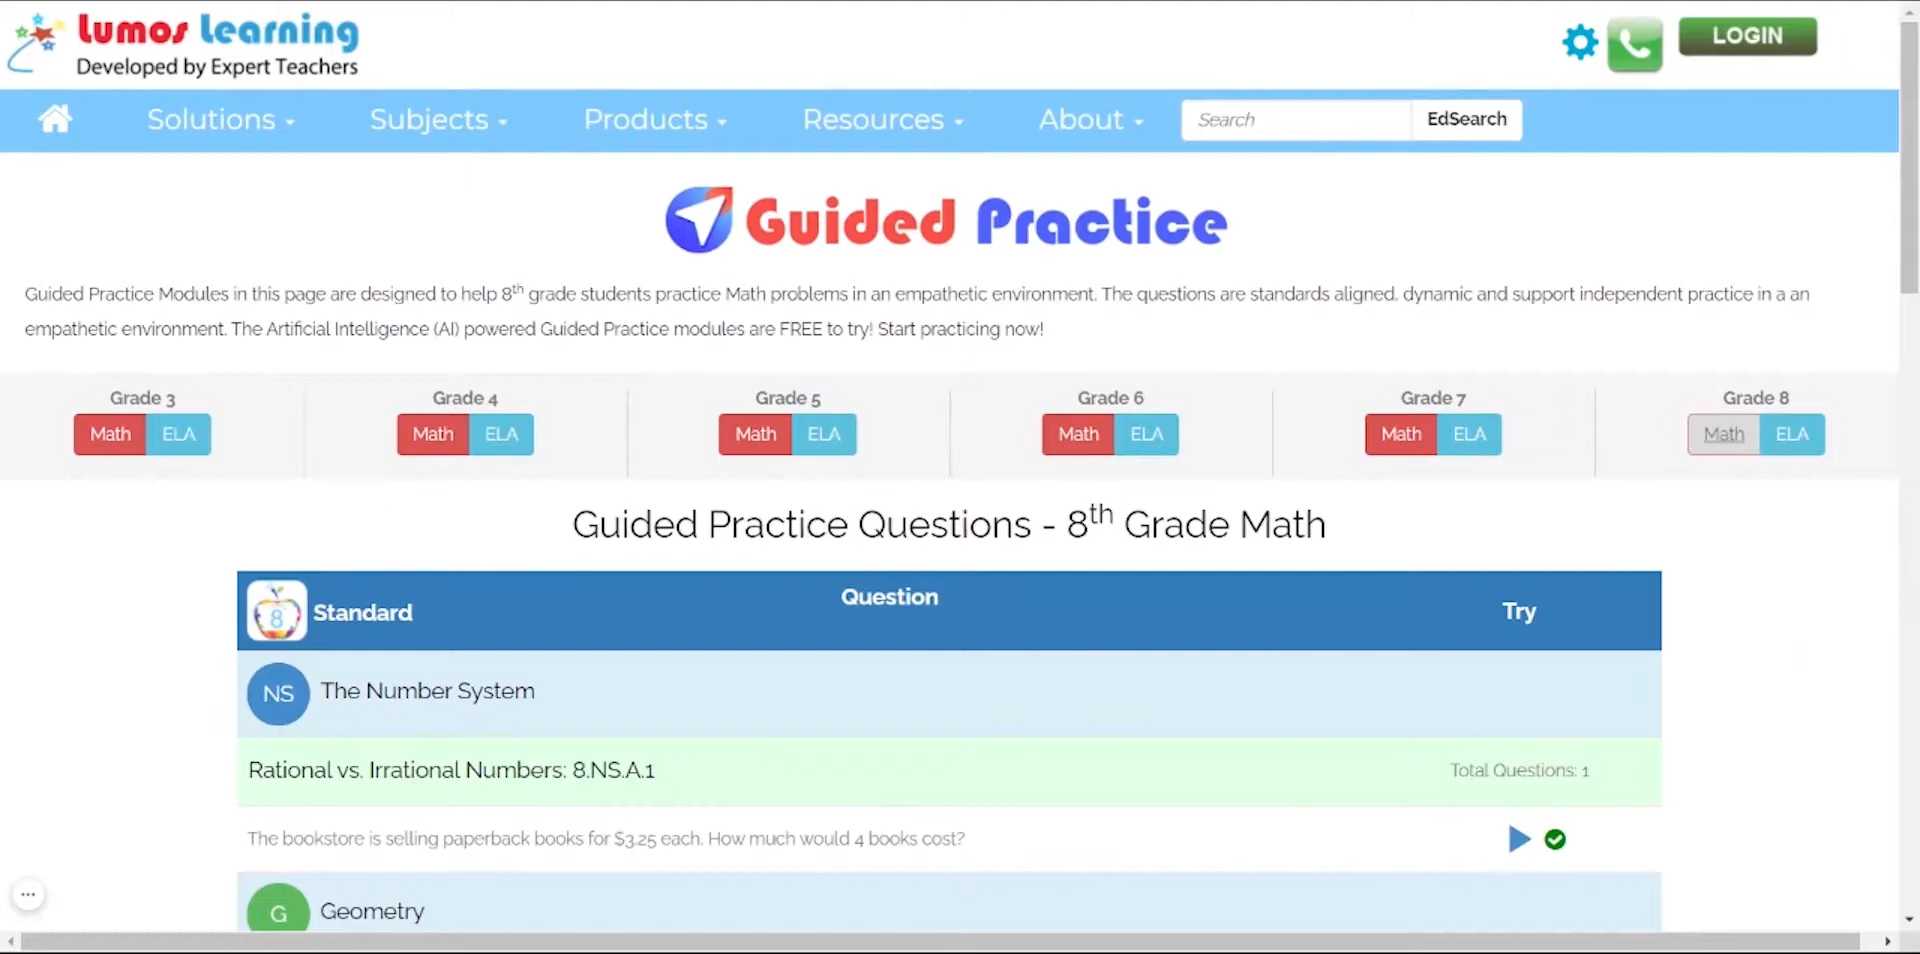 Lumos Learning
Developed by Expert Teachers
LOGIN
Solutions
Subjects
Products
Resources
About
Search
EdSearch
Guided Practice
Guided Practice Modules in this page are designed to help 8th grade students practice Math problems in an empathetic environment. The questions are standards aligned. dynamic and support independent practice in a an
empathetic environment. The Artificial Intelligence (AI) powered Guided Practice modules are FREE to try! Start practicing now!
Grade 3
Math ELA
Grade 4
Math ELA
Grade 5
Math ELA
Grade 6
Math ELA
Grade 7
Math ELA
Grade 8
Math ELA
Guided Practice Questions - 8th Grade Math
8 Standard
Question
Try
NS The Number System
Rational vs. Irrational Numbers: 8.NS.A.1
Total Questions: 1
The bookstore is selling paperback books for $3.25 each. How much would 4 books cost?
G Geometry